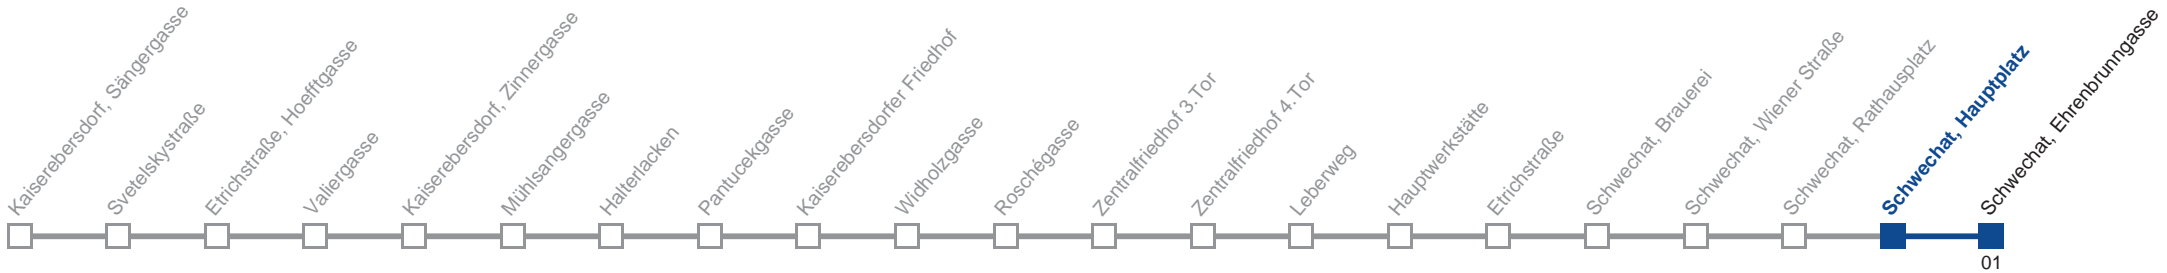 Kaiserebersdorf, Sängergasse
Svetelskystraße
Etrichstraße, Hoefftgasse
Valiergasse
Kaiserebersdorf, Zinnergasse
Mühlsangergasse
Halterlacken
Pantucekgasse
Kaiserebersdorfer Friedhof
Widholzgasse
Roschégasse
Zentralfriedhof 3.Tor
Zentralfriedhof 4.Tor
Leberweg
Hauptwerkstätte
Etrichstraße
Schwechat, Brauerei
Schwechat, Wiener Straße
Schwechat, Rathausplatz
Schwechat, Hauptplatz
Schwechat, Ehrenbrunngasse
01